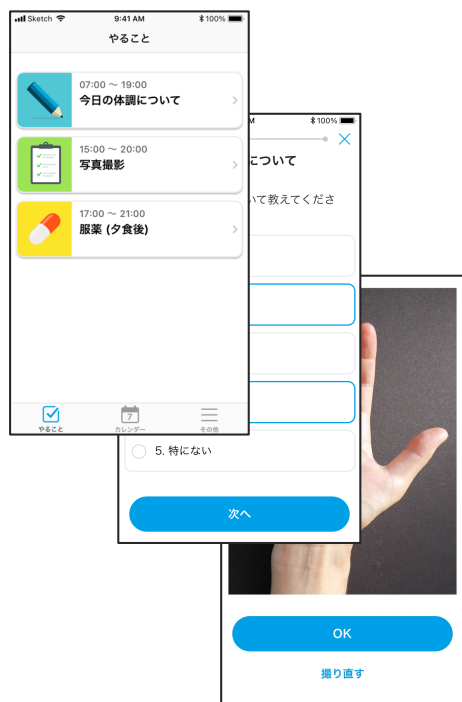 Sketch 9:41 AM 100%
やること
07:00 〜 19:00
今日の体調について
15:00 〜 20:00
写真撮影
17:00 〜 21:00
服薬 (夕食後)
やること
7
カレンダー
その他
M 100%
について
いて教えてくださ
5. 特にない
次へ
OK
撮り直す